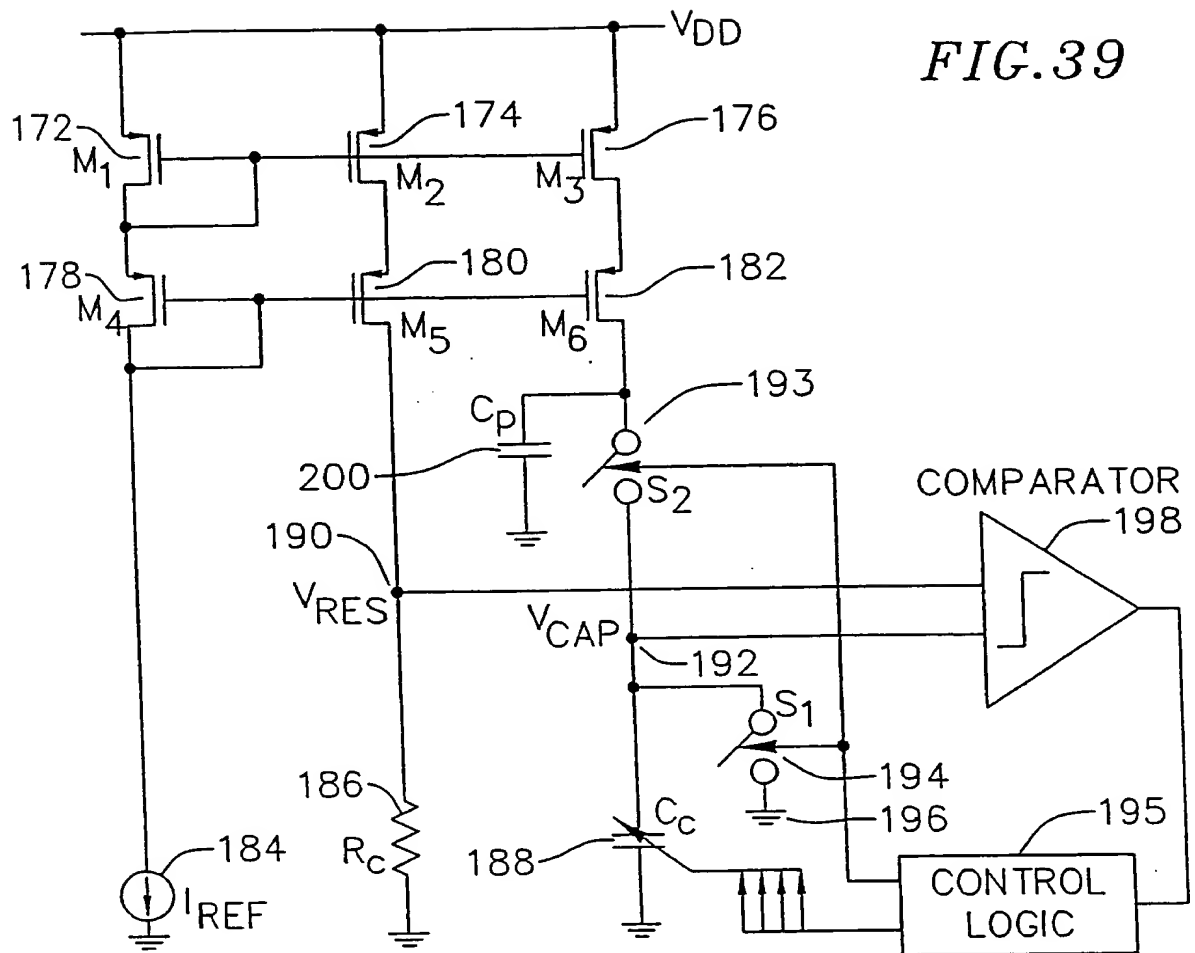 VDD
FIG.39
172
174
176
M1
M2
M3
178
180
182
M4
M5
M6
193
CP
200
S2
COMPARATOR
198
190
VRES
VCAP
192
S1
194
186
RC
CC
196
195
188
184
IREF
CONTROL
LOGIC